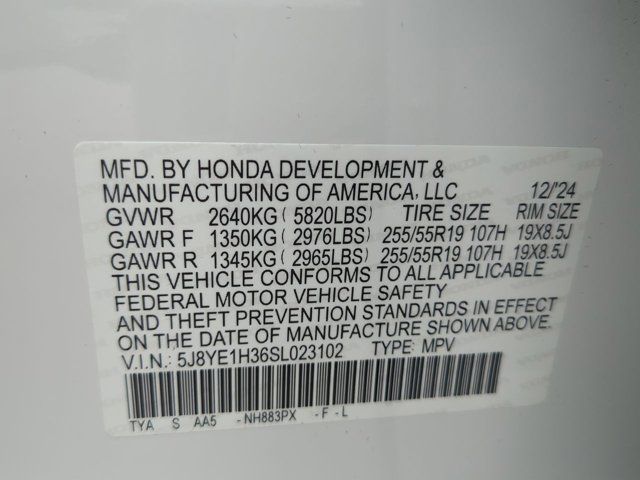 MFD. BY HONDA DEVELOPMENT &
MANUFACTURING OF AMERICA, LLC 12/'24
GVWR 2640KG ( 5820LBS) TIRE SIZE RIM SIZE
GAWR F 1350KG ( 2976LBS) 255/55R19 107H 19X8.5J
GAWR R 1345KG ( 2965LBS) 255/55R19 107H 19X8.5J
THIS VEHICLE CONFORMS TO ALL APPLICABLE
FEDERAL MOTOR VEHICLE SAFETY
AND THEFT PREVENTION STANDARDS IN EFFECT
ON THE DATE OF MANUFACTURE SHOWN ABOVE.
V.I.N.: 5J8YE1H36SL023102 TYPE: MPV
TYA S AA5 -NH883PX -F-L